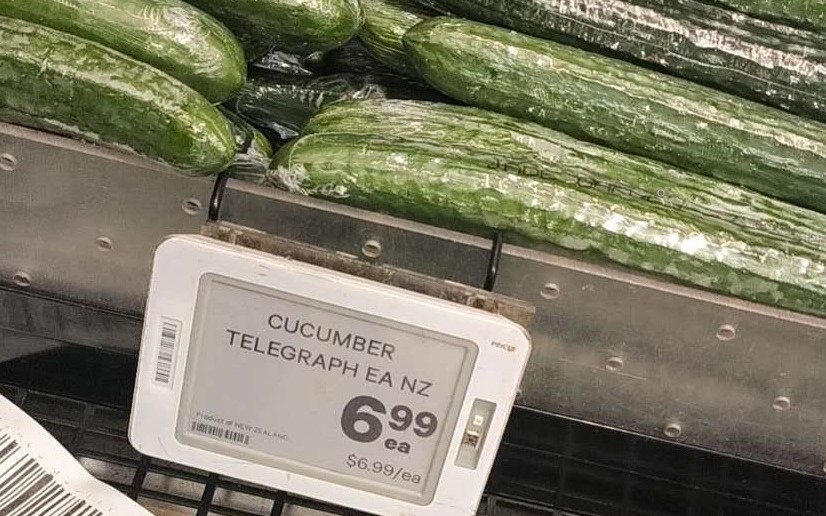 CUCUMBER
TELEGRAPH EA NZ
6.99
ea
Product of NEW ZEALAND
$6.99/ea